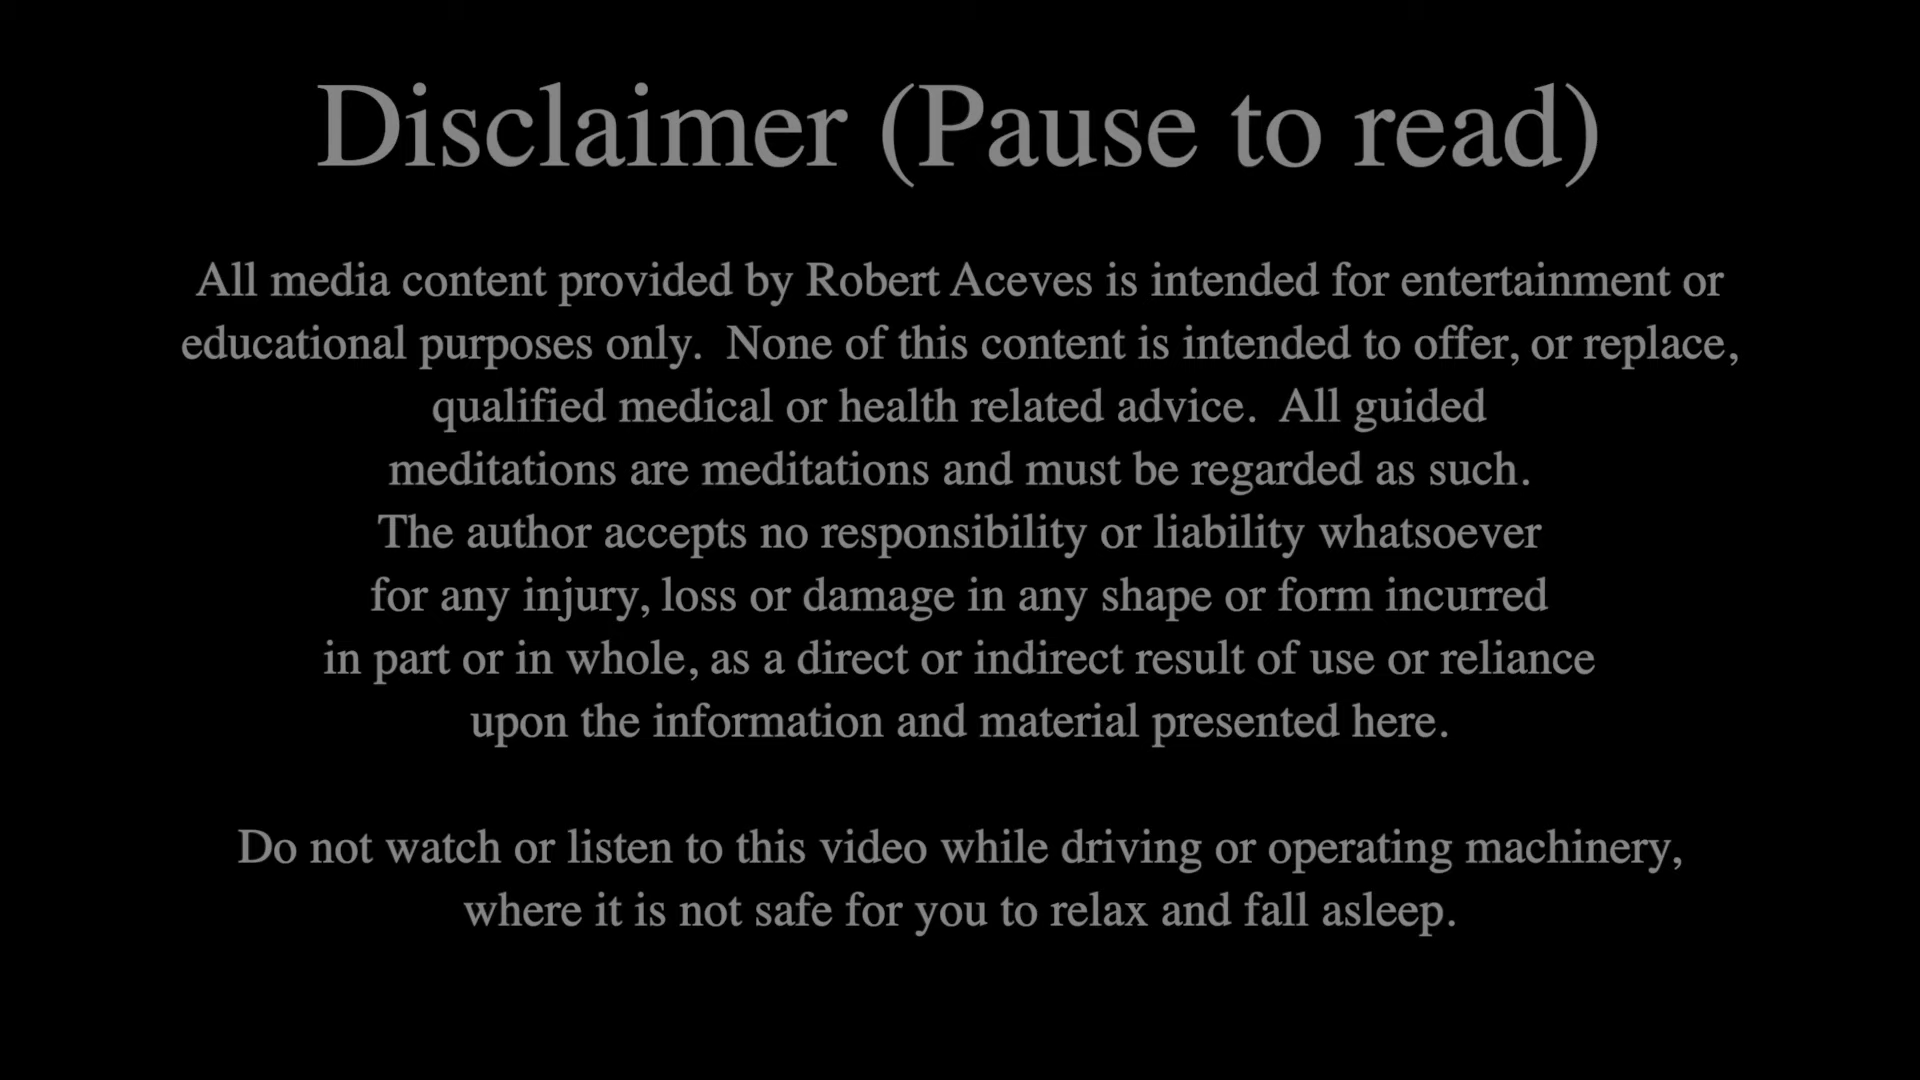 Disclaimer (Pause to read)
All media content provided by Robert Aceves is intended for entertainment or
educational purposes only.  None of this content is intended to offer, or replace,
qualified medical or health related advice.  All guided
meditations are meditations and must be regarded as such.
The author accepts no responsibility or liability whatsoever
for any injury, loss or damage in any shape or form incurred
in part or in whole, as a direct or indirect result of use or reliance
upon the information and material presented here.
Do not watch or listen to this video while driving or operating machinery,
where it is not safe for you to relax and fall asleep.